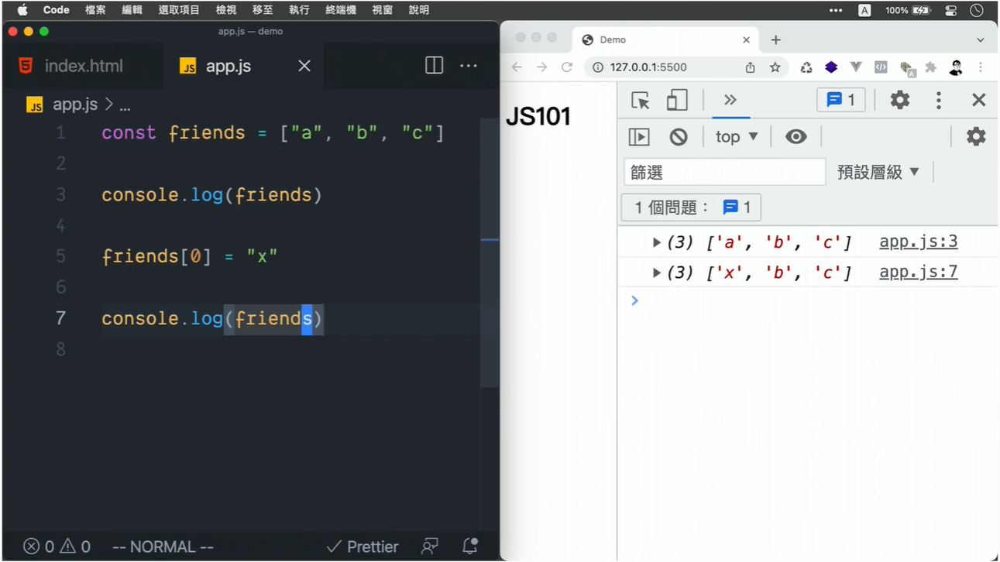 Code 檔案 編輯 選取項目 檢視 移至 執行 終端機 視窗 說明 ••• A 100%
app.js — demo
index.html
JS app.js
JS app.js > ...
1 const friends = ["a", "b", "c"]
2
3 console.log(friends)
4
5 friends[0] = "x"
6
7 console.log(friends)
8
0 0 -- NORMAL -- Prettier
Demo
127.0.0.1:5500
A
JS101
1
top
篩選 預設層級
1 個問題： 1
(3) ['a', 'b', 'c'] app.js:3
(3) ['x', 'b', 'c'] app.js:7